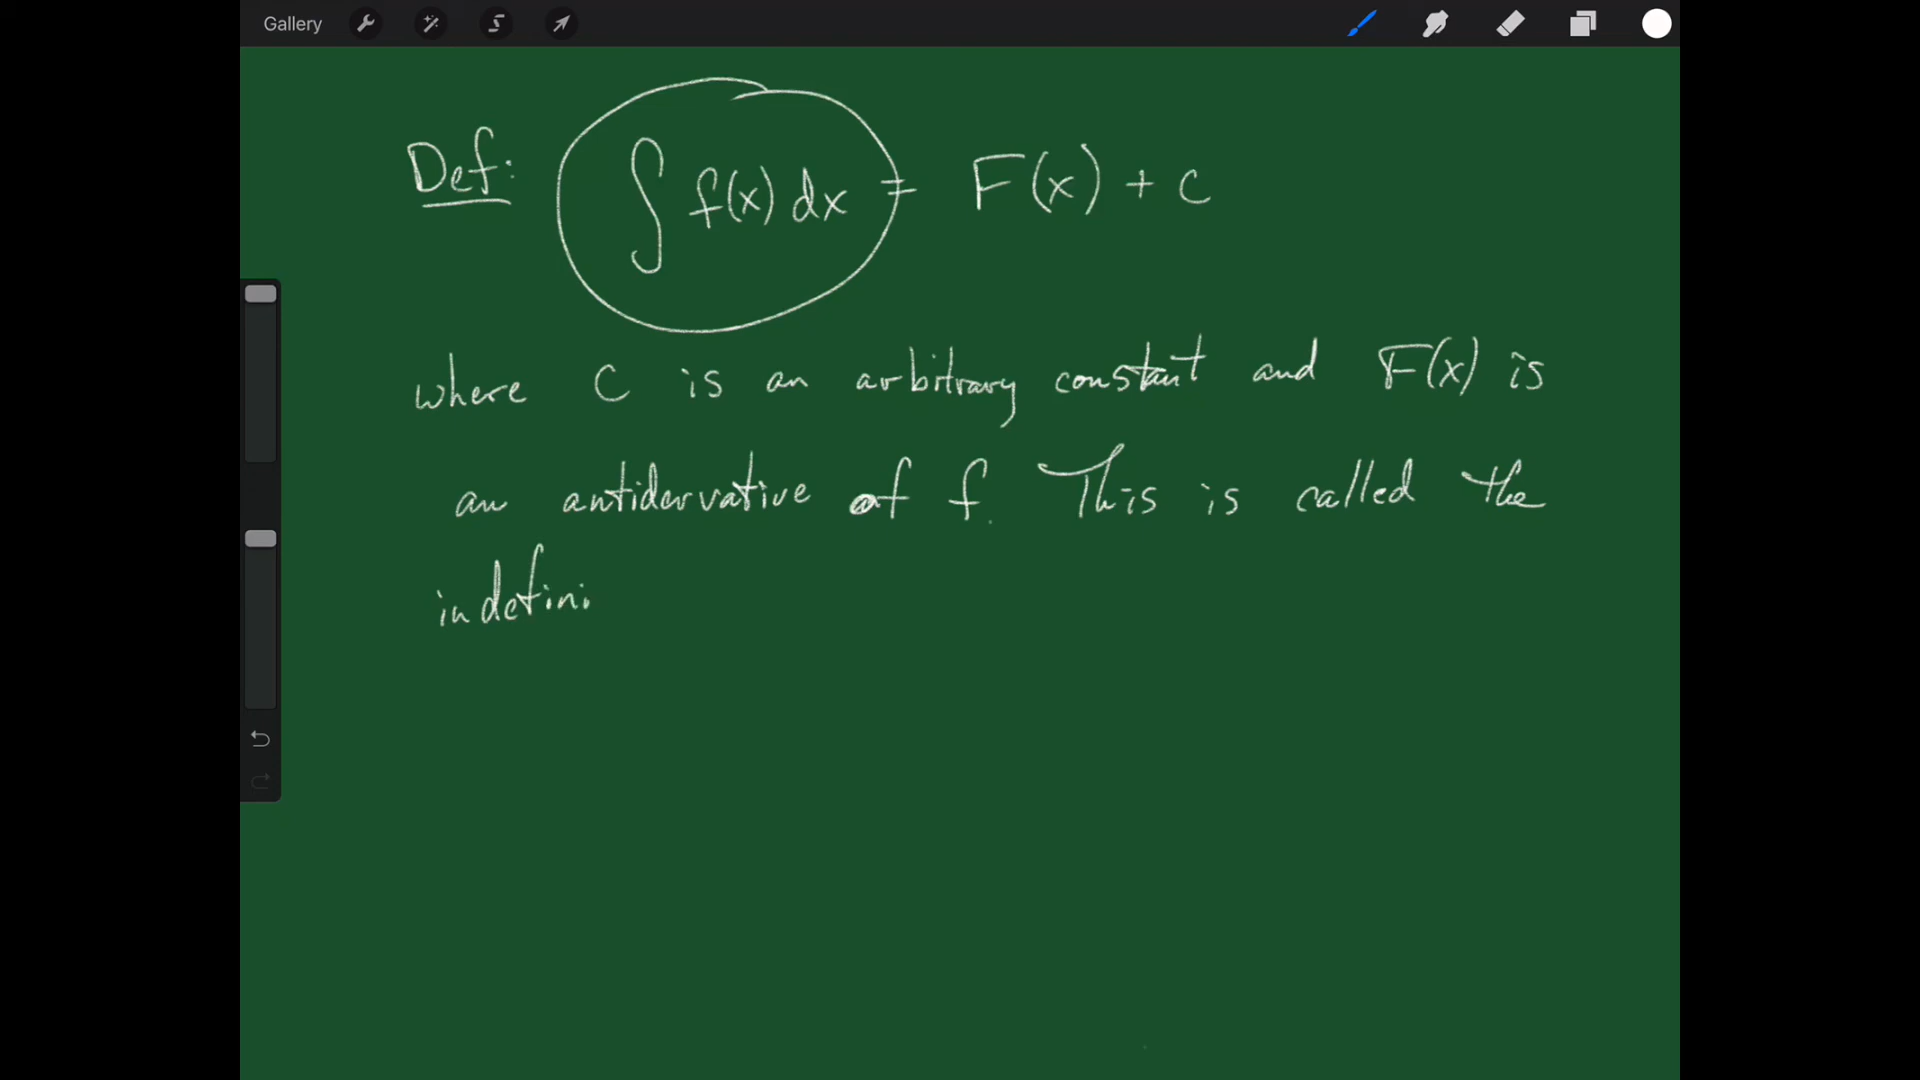 Gallery
Def: ∫ f(x) dx = F(x) + c
where C is an arbitrary constant and F(x) is
an antidervative of f. This is called the
indefini